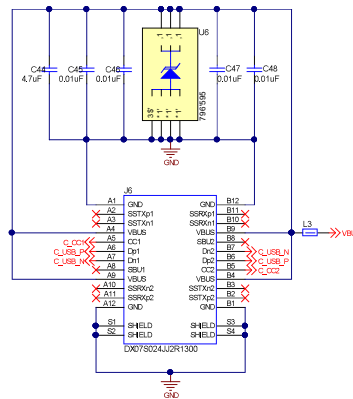 U6
C44
4.7uF
C45
0.01uF
C46
0.01uF
C47
0.01uF
C48
0.01uF
796'595
GND
J6
A1 GND GND B12
A2 SSTXp1 SSRXp1 B11
A3 SSTXn1 SSRXn1 B10
A4 VBUS VBUS B9
C_CC1 A5 CC1 SBU2 B8
C_USB_P A6 Dp1 Dn2 B7 C_USB_N
C_USB_N A7 Dn1 Dp2 B6 C_USB_P
A8 SBU1 CC2 B5 C_CC2
A9 VBUS VBUS B4
A10 SSRXn2 SSTXn2 B3
A11 SSRXp2 SSTXp2 B2
A12 GND GND B1
S1 SHIELD SHIELD S3
S2 SHIELD SHIELD S4
DX07S024JJ2R1300
L3
GND